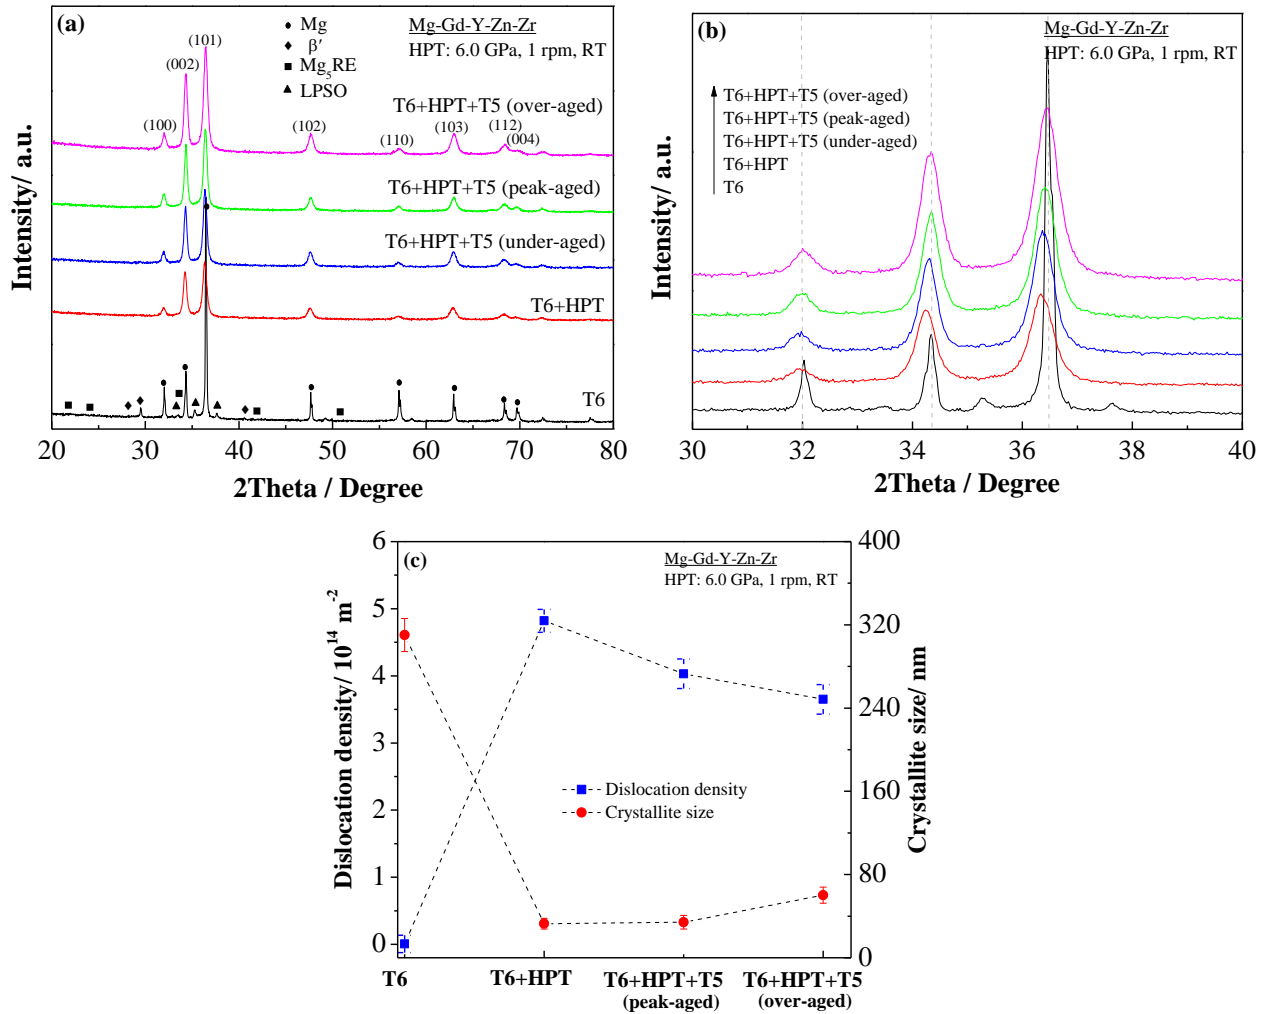 (a)
Mg
β′
Mg5RE
LPSO
Mg-Gd-Y-Zn-Zr
HPT: 6.0 GPa, 1 rpm, RT
(100)
(002)
(101)
(102)
(110)
(103)
(112)
(004)
T6+HPT+T5 (over-aged)
T6+HPT+T5 (peak-aged)
T6+HPT+T5 (under-aged)
T6+HPT
T6
Intensity/ a.u.
20 30 40 50 60 70 80
2Theta / Degree
(b)
Mg-Gd-Y-Zn-Zr
HPT: 6.0 GPa, 1 rpm, RT
T6+HPT+T5 (over-aged)
T6+HPT+T5 (peak-aged)
T6+HPT+T5 (under-aged)
T6+HPT
T6
Intensity/ a.u.
30 32 34 36 38 40
2Theta / Degree
(c)
Mg-Gd-Y-Zn-Zr
HPT: 6.0 GPa, 1 rpm, RT
Dislocation density/ 10^14 m^-2
6
5
4
3
2
1
0
Dislocation density
Crystallite size
400
320
240
160
80
0
Crystallite size/ nm
T6
T6+HPT
T6+HPT+T5
(peak-aged)
T6+HPT+T5
(over-aged)